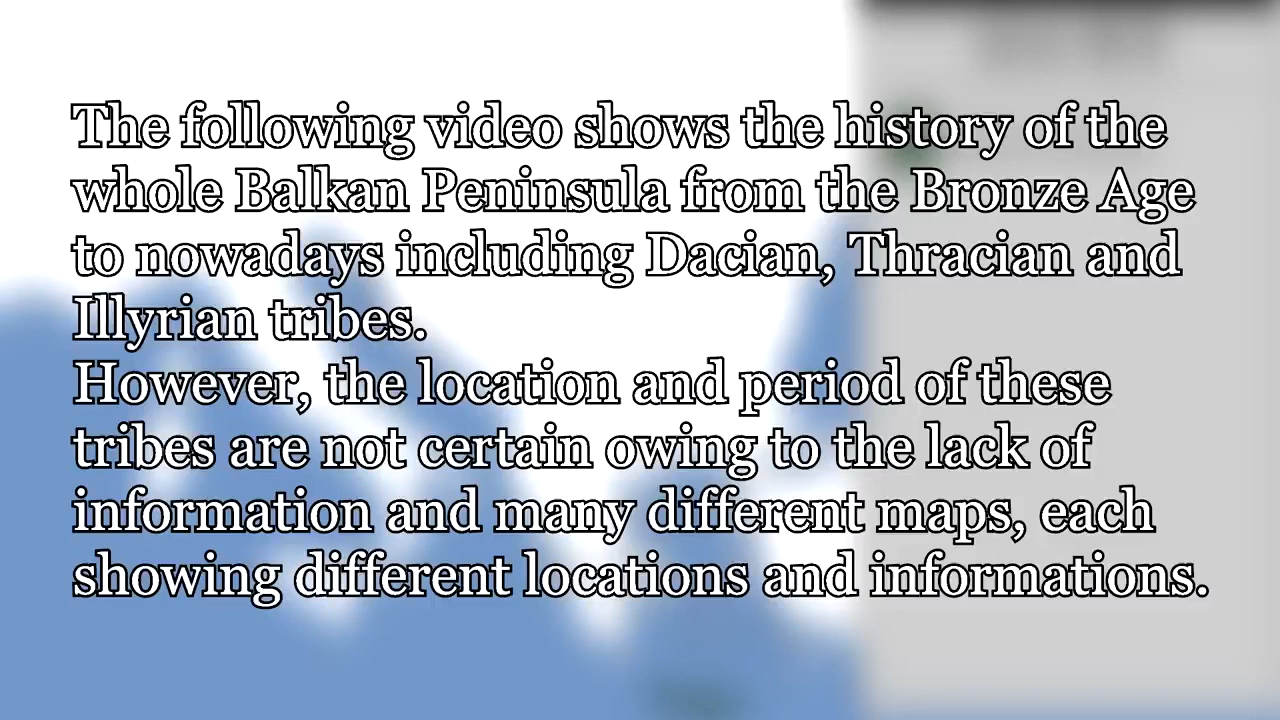 The following video shows the history of the
whole Balkan Peninsula from the Bronze Age
to nowadays including Dacian, Thracian and
Illyrian tribes.
However, the location and period of these
tribes are not certain owing to the lack of
information and many different maps, each
showing different locations and informations.